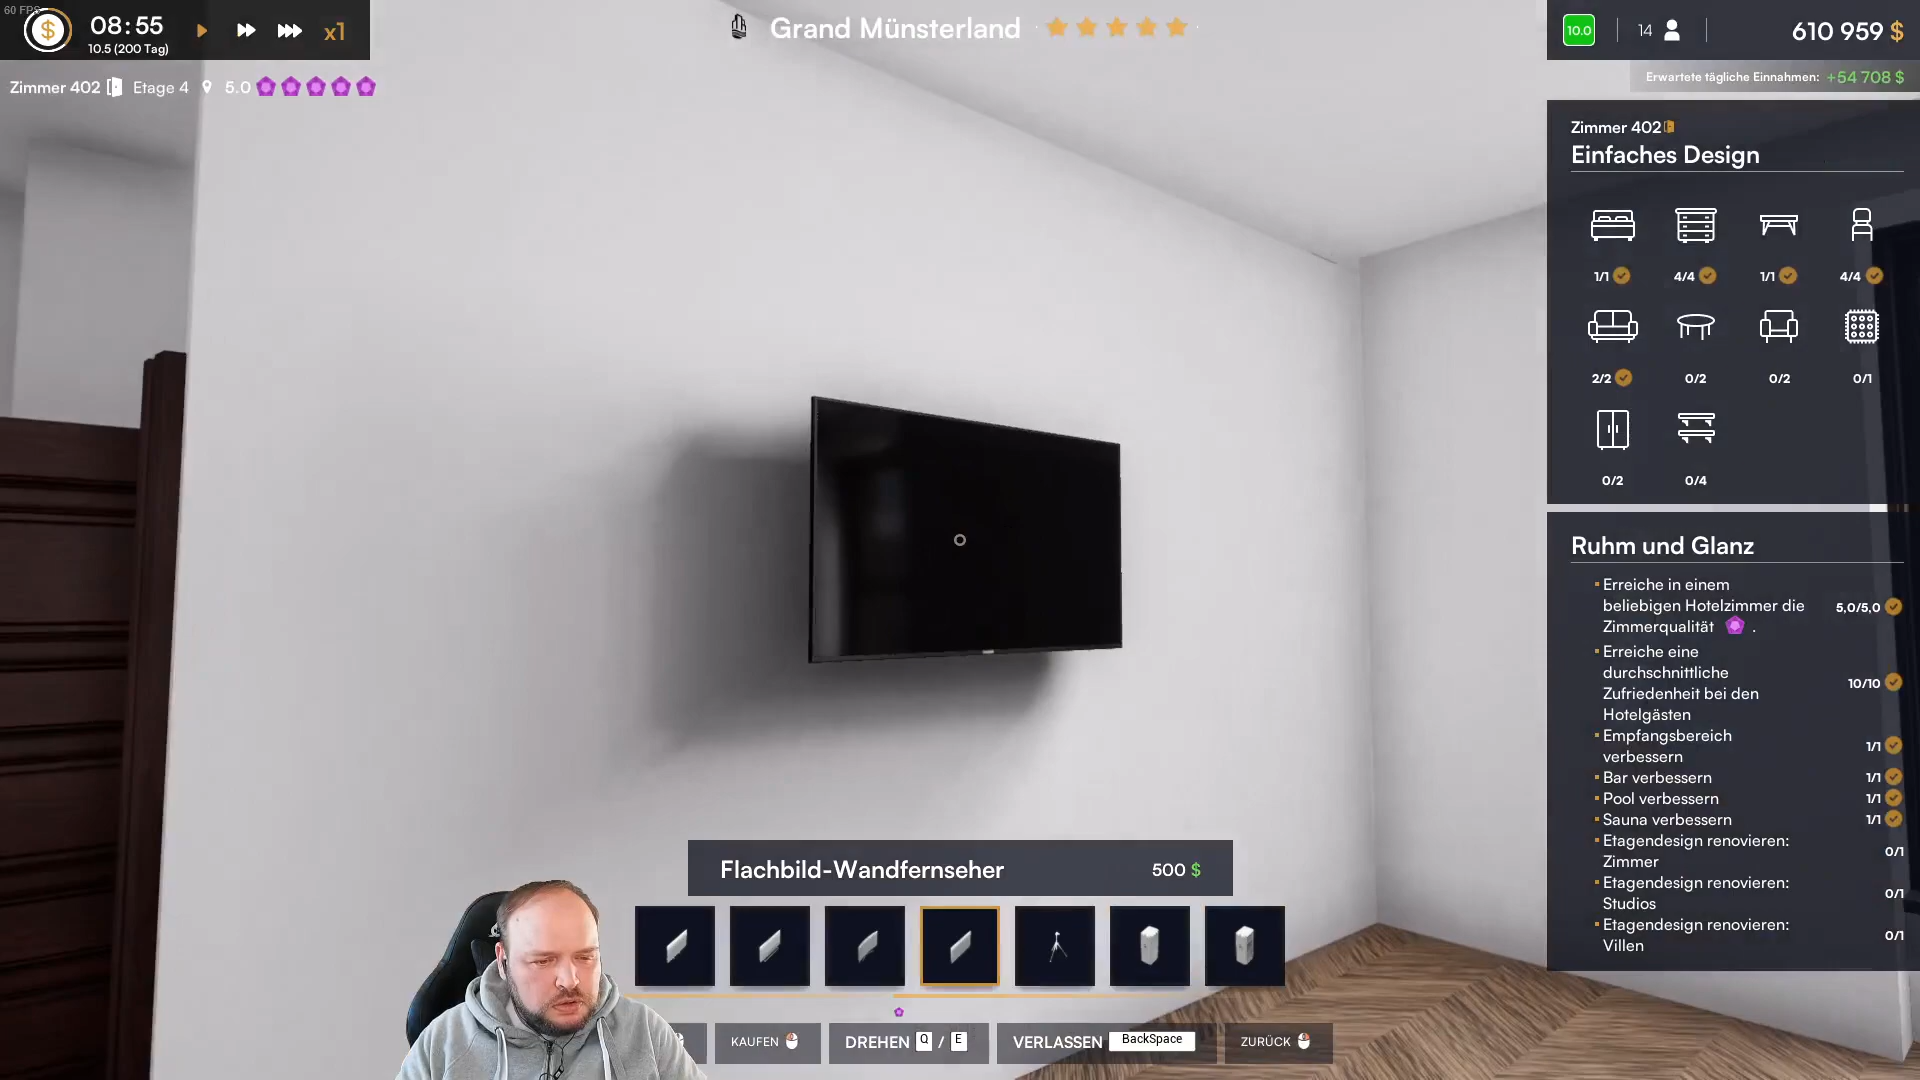 60 FPS
08:55
10.5 (200 Tag)
x1
Grand Münsterland
10.0
14
610 959 $
Erwartete tägliche Einnahmen: +54 708 $
Zimmer 402 Etage 4 5.0
Zimmer 402
Einfaches Design
1/1 4/4 1/1 4/4
2/2 0/2 0/2 0/1
0/2 0/4
Ruhm und Glanz
Erreiche in einem
beliebigen Hotelzimmer die 5,0/5,0
Zimmerqualität .
Erreiche eine
durchschnittliche 10/10
Zufriedenheit bei den
Hotelgästen
Empfangsbereich 1/1
verbessern
Bar verbessern 1/1
Pool verbessern 1/1
Sauna verbessern 1/1
Etagendesign renovieren: 0/1
Zimmer
Etagendesign renovieren: 0/1
Studios
Etagendesign renovieren: 0/1
Villen
Flachbild-Wandfernseher 500 $
KAUFEN
DREHEN Q / E
VERLASSEN BackSpace
ZURÜCK